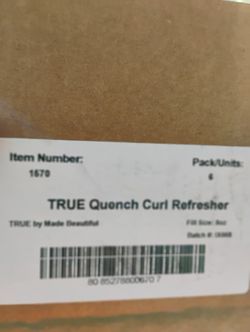 Item Number: Pack/Units:
1670 6
TRUE Quench Curl Refresher
TRUE by Made Beautiful Fill Size: 8oz
Batch #: